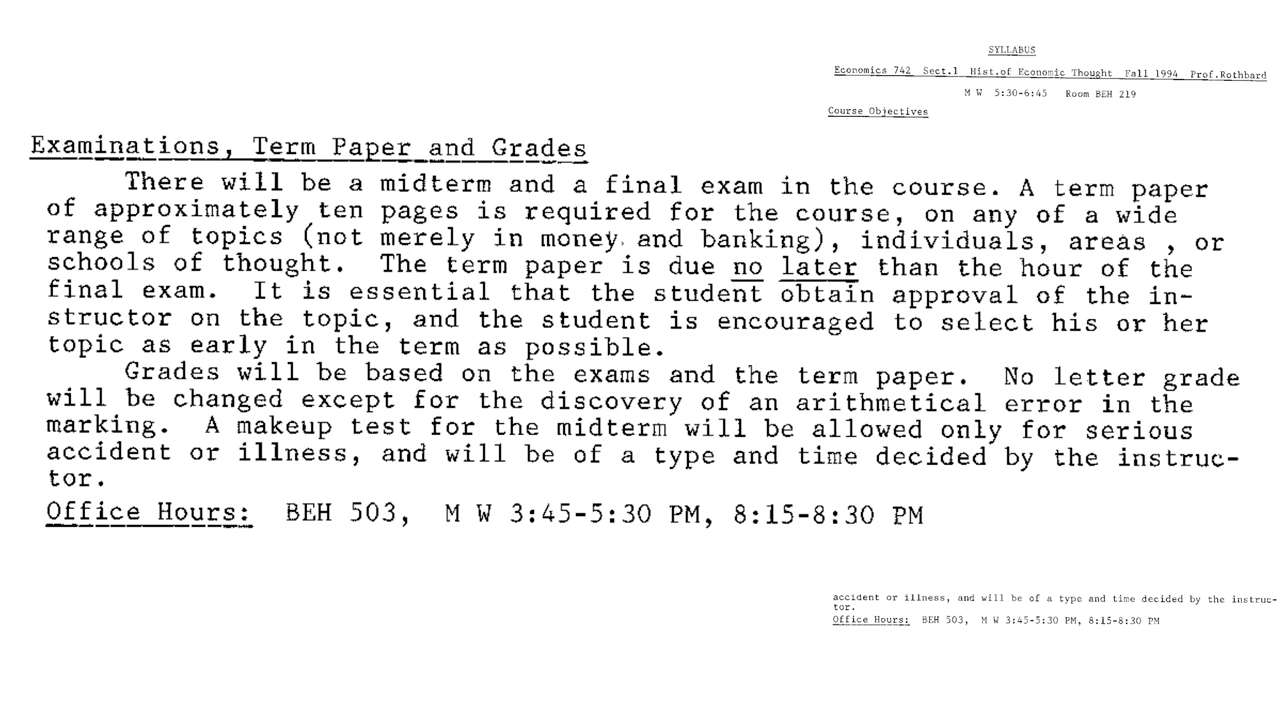 SYLLABUS
Economics 742 Sect.1 Hist.of Economic Thought Fall 1994 Prof.Rothbard
M W 5:30-6:45 Room BEH 219
Course Objectives
Examinations, Term Paper and Grades
There will be a midterm and a final exam in the course. A term paper
of approximately ten pages is required for the course, on any of a wide
range of topics (not merely in money and banking), individuals, areas , or
schools of thought. The term paper is due no later than the hour of the
final exam. It is essential that the student obtain approval of the in-
structor on the topic, and the student is encouraged to select his or her
topic as early in the term as possible.
Grades will be based on the exams and the term paper. No letter grade
will be changed except for the discovery of an arithmetical error in the
marking. A makeup test for the midterm will be allowed only for serious
accident or illness, and will be of a type and time decided by the instruc-
tor.
Office Hours: BEH 503, M W 3:45-5:30 PM, 8:15-8:30 PM
accident or illness, and will be of a type and time decided by the instruc-
tor.
Office Hours: BEH 503, M W 3:45-5:30 PM, 8:15-8:30 PM